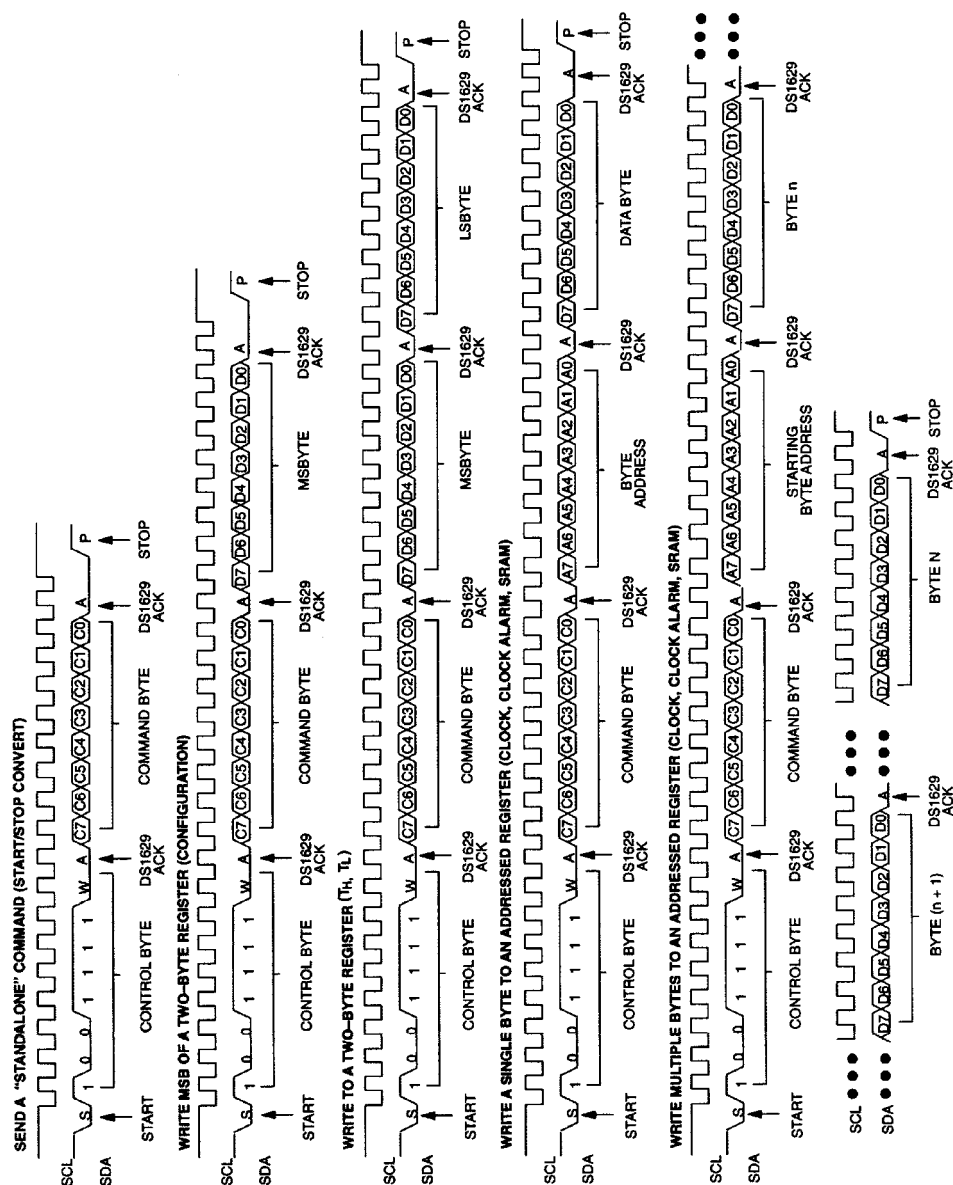 SEND A "STANDALONE" COMMAND (START/STOP CONVERT)
SCL
SDA
S 1 0 0 1 1 1 1 W A C7 C6 C5 C4 C3 C2 C1 C0 A P
START CONTROL BYTE DS1629 ACK COMMAND BYTE DS1629 ACK STOP
WRITE MSB OF A TWO–BYTE REGISTER (CONFIGURATION)
SCL
SDA
S 1 0 0 1 1 1 1 W A C7 C6 C5 C4 C3 C2 C1 C0 A D7 D6 D5 D4 D3 D2 D1 D0 A P
START CONTROL BYTE DS1629 ACK COMMAND BYTE DS1629 ACK MSBYTE DS1629 ACK STOP
WRITE TO A TWO–BYTE REGISTER (TH, TL)
SCL
SDA
S 1 0 0 1 1 1 1 W A C7 C6 C5 C4 C3 C2 C1 C0 A D7 D6 D5 D4 D3 D2 D1 D0 A D7 D6 D5 D4 D3 D2 D1 D0 A P
START CONTROL BYTE DS1629 ACK COMMAND BYTE DS1629 ACK MSBYTE DS1629 ACK LSBYTE DS1629 ACK STOP
WRITE A SINGLE BYTE TO AN ADDRESSED REGISTER (CLOCK, CLOCK ALARM, SRAM)
SCL
SDA
S 1 0 0 1 1 1 1 W A C7 C6 C5 C4 C3 C2 C1 C0 A A7 A6 A5 A4 A3 A2 A1 A0 A D7 D6 D5 D4 D3 D2 D1 D0 A P
START CONTROL BYTE DS1629 ACK COMMAND BYTE DS1629 ACK BYTE ADDRESS DS1629 ACK DATA BYTE DS1629 ACK STOP
WRITE MULTIPLE BYTES TO AN ADDRESSED REGISTER (CLOCK, CLOCK ALARM, SRAM)
SCL
SDA
S 1 0 0 1 1 1 1 W A C7 C6 C5 C4 C3 C2 C1 C0 A A7 A6 A5 A4 A3 A2 A1 A0 A D7 D6 D5 D4 D3 D2 D1 D0 A
START CONTROL BYTE DS1629 ACK COMMAND BYTE DS1629 ACK STARTING BYTE ADDRESS DS1629 ACK BYTE n DS1629 ACK
SCL
SDA
D7 D6 D5 D4 D3 D2 D1 D0 A D7 D6 D5 D4 D3 D2 D1 D0 A P
BYTE (n + 1) DS1629 ACK BYTE N DS1629 ACK STOP